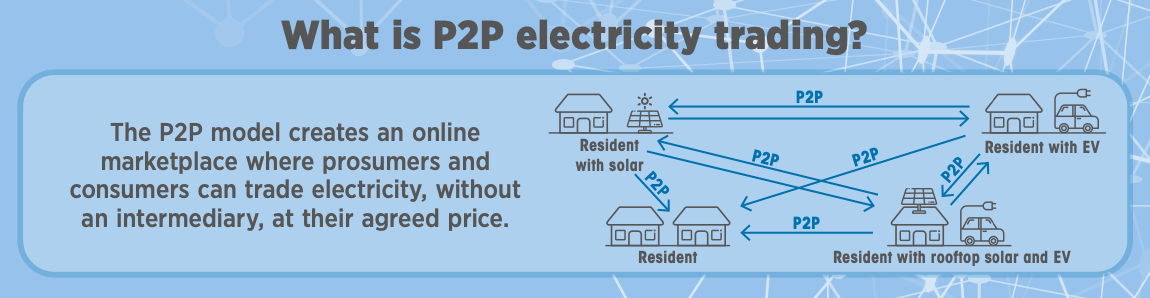 What is P2P electricity trading?
The P2P model creates an online
marketplace where prosumers and
consumers can trade electricity, without
an intermediary, at their agreed price.
P2P
Resident
with solar
Resident with EV
P2P
P2P
P2P
P2P
P2P
Resident
Resident with rooftop solar and EV